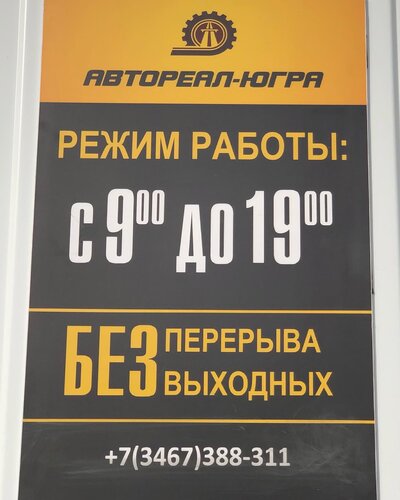 АВТОРЕАЛ-ЮГРА
РЕЖИМ РАБОТЫ:
С 9⁰⁰ ДО 19⁰⁰
БЕЗ ПЕРЕРЫВА
ВЫХОДНЫХ
+7(3467)388-311